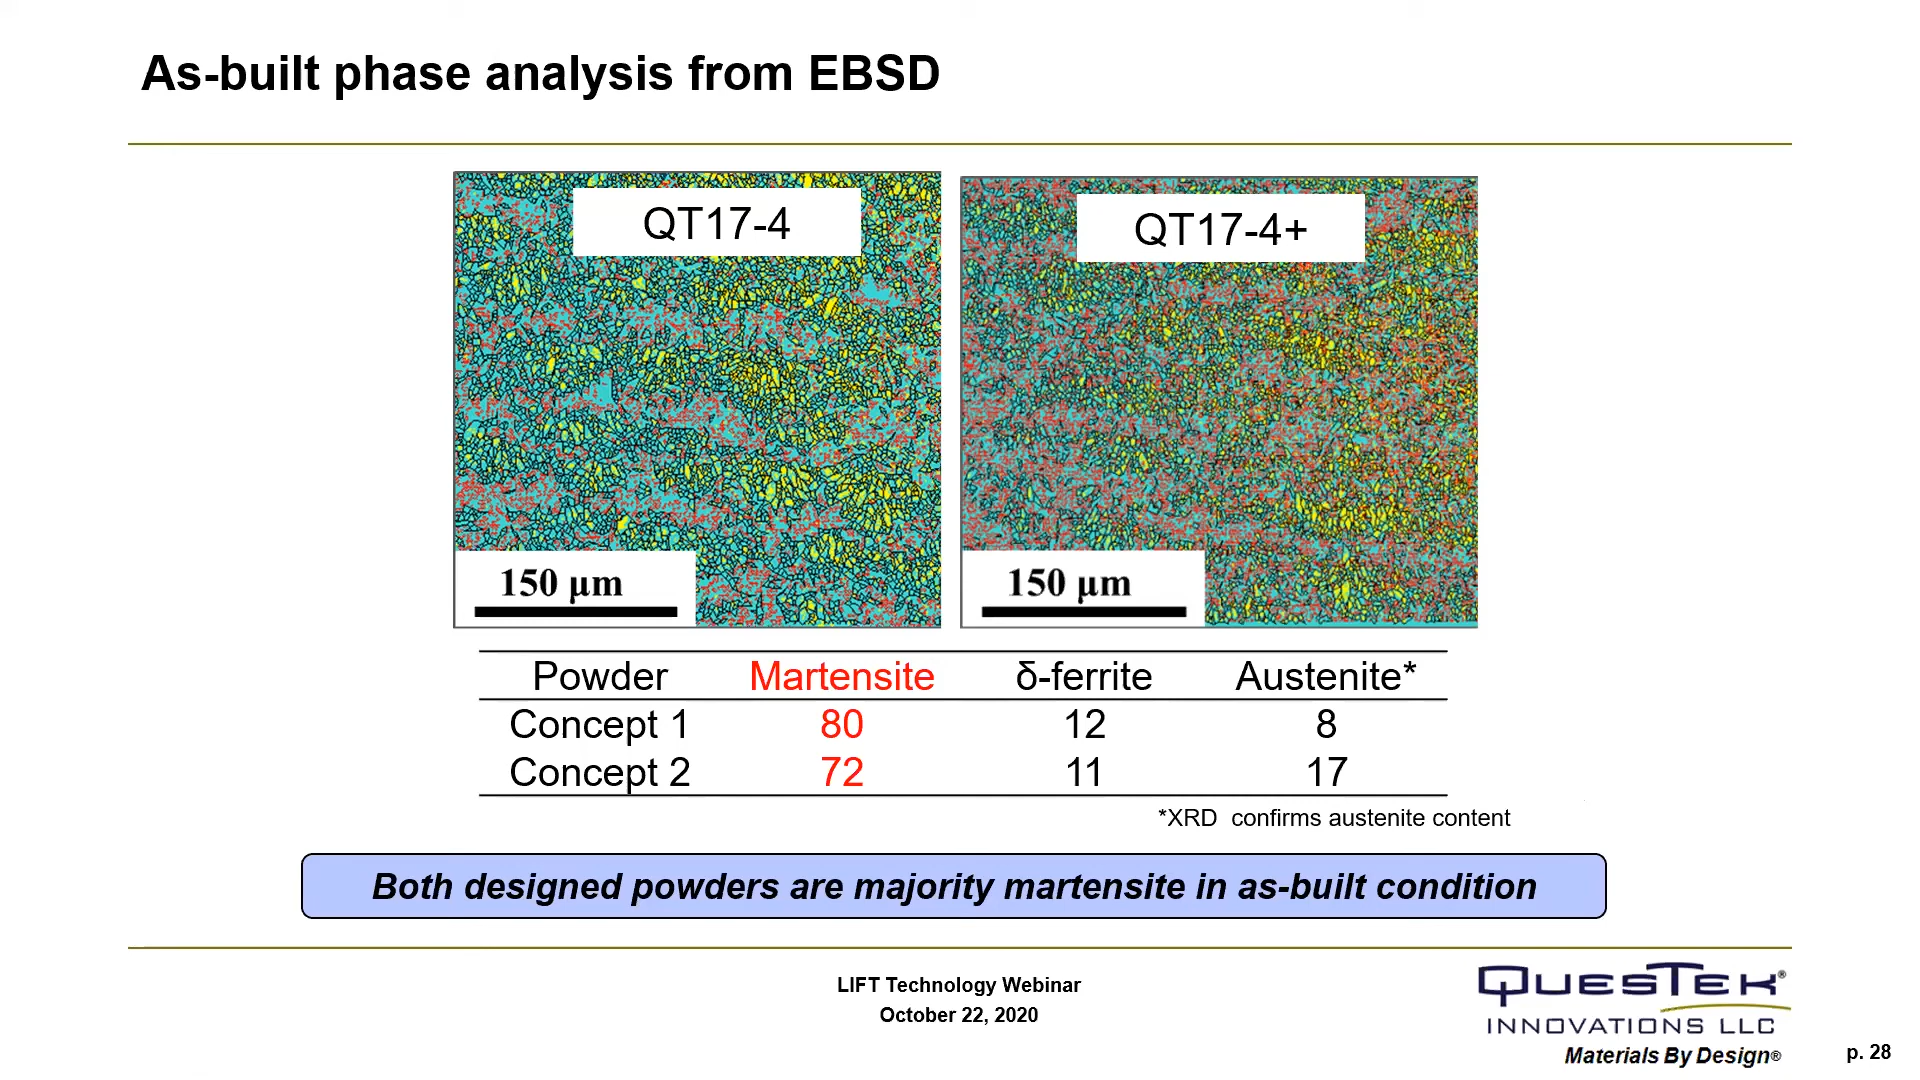 As-built phase analysis from EBSD
QT17-4
QT17-4+
150 µm
150 µm
Powder Martensite δ-ferrite Austenite*
Concept 1 80 12 8
Concept 2 72 11 17
*XRD confirms austenite content
Both designed powders are majority martensite in as-built condition
LIFT Technology Webinar
October 22, 2020
QUESTEK®
INNOVATIONS LLC
Materials By Design®
p. 28